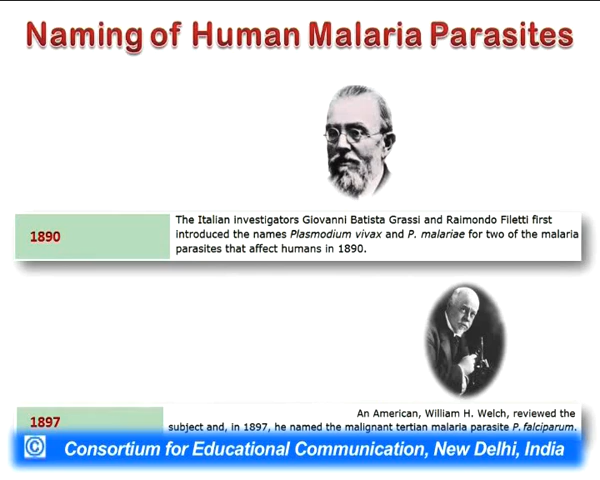 Naming of Human Malaria Parasites
1890
The Italian investigators Giovanni Batista Grassi and Raimondo Filetti first
introduced the names Plasmodium vivax and P. malariae for two of the malaria
parasites that affect humans in 1890.
1897
An American, William H. Welch, reviewed the
subject and, in 1897, he named the malignant tertian malaria parasite P. falciparum.
© Consortium for Educational Communication, New Delhi, India